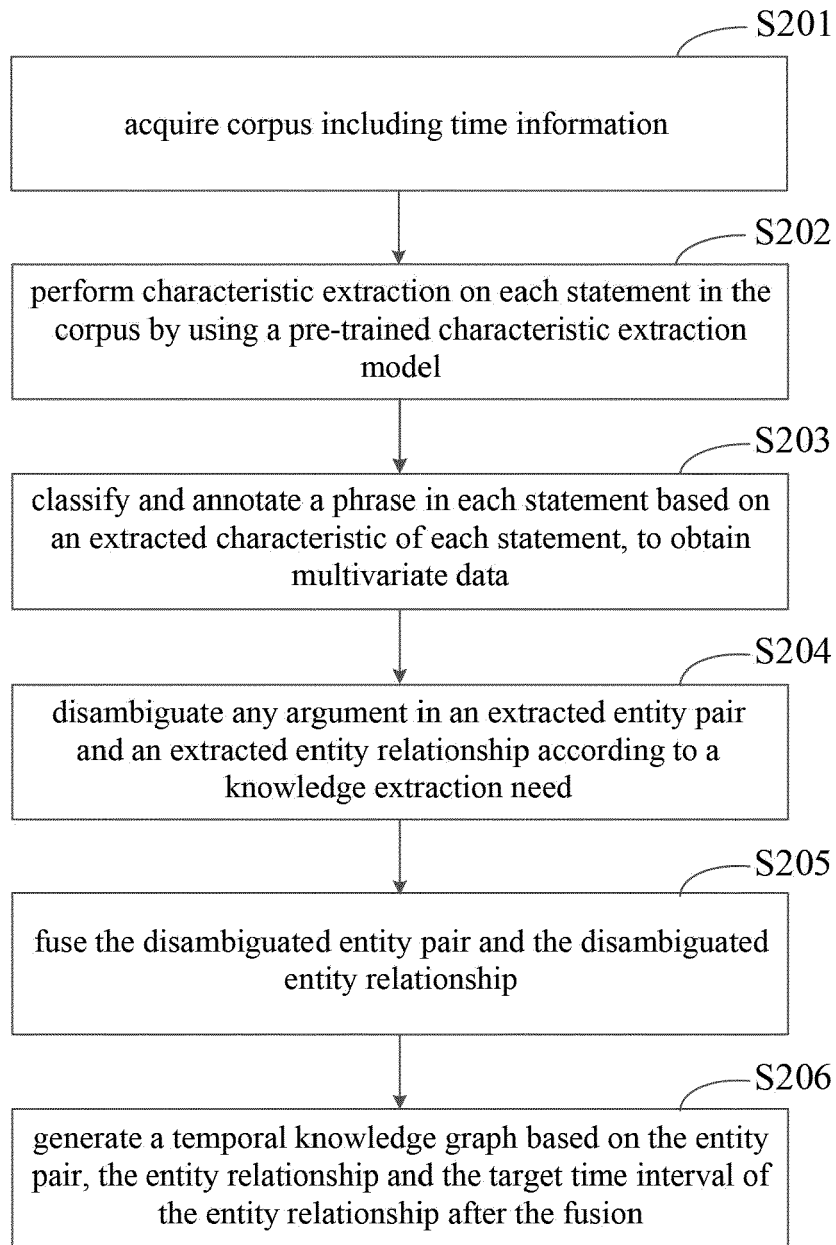 S201
acquire corpus including time information
S202
perform characteristic extraction on each statement in the
corpus by using a pre-trained characteristic extraction
model
S203
classify and annotate a phrase in each statement based on
an extracted characteristic of each statement, to obtain
multivariate data
S204
disambiguate any argument in an extracted entity pair
and an extracted entity relationship according to a
knowledge extraction need
S205
fuse the disambiguated entity pair and the disambiguated
entity relationship
S206
generate a temporal knowledge graph based on the entity
pair, the entity relationship and the target time interval of
the entity relationship after the fusion